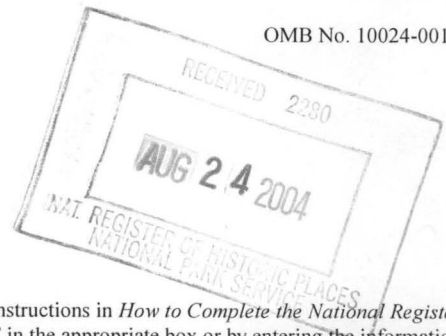 OMB No. 10024-001
RECEIVED 2280
AUG 24 2004
NAT. REGISTER OF HISTORIC PLACES
NATIONAL PARK SERVICE
nstructions in How to Complete the National Regist
in the appropriate box or by entering the informatio